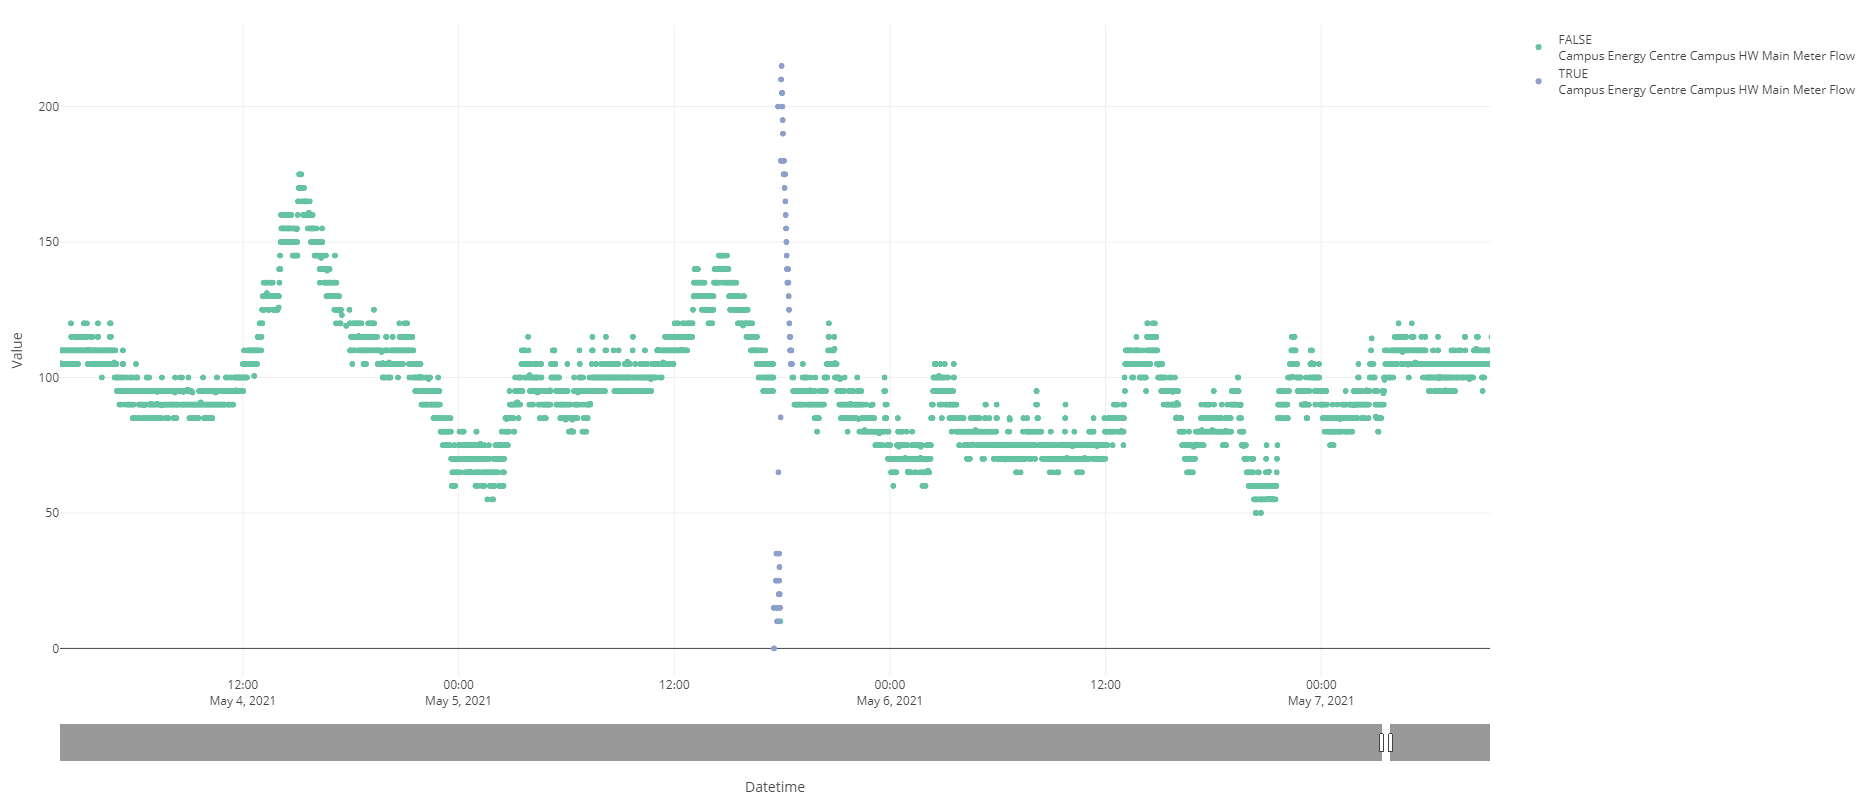 FALSE
Campus Energy Centre Campus HW Main Meter Flow
TRUE
Campus Energy Centre Campus HW Main Meter Flow
Value
200
150
100
50
0
12:00
May 4, 2021
00:00
May 5, 2021
12:00
00:00
May 6, 2021
12:00
00:00
May 7, 2021
Datetime